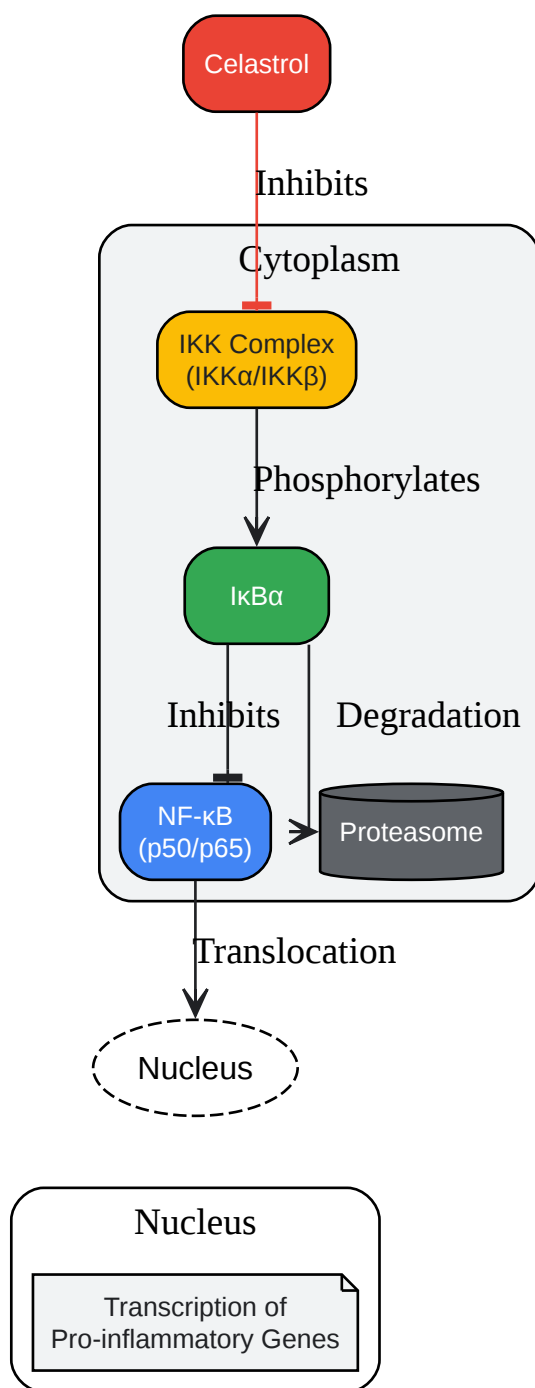 Celastrol
Inhibits
Cytoplasm
IKK Complex
(IKKα/IKKβ)
Phosphorylates
IκBα
Inhibits
Degradation
NF-κB
(p50/p65)
Proteasome
Translocation
Nucleus
Nucleus
Transcription of
Pro-inflammatory Genes